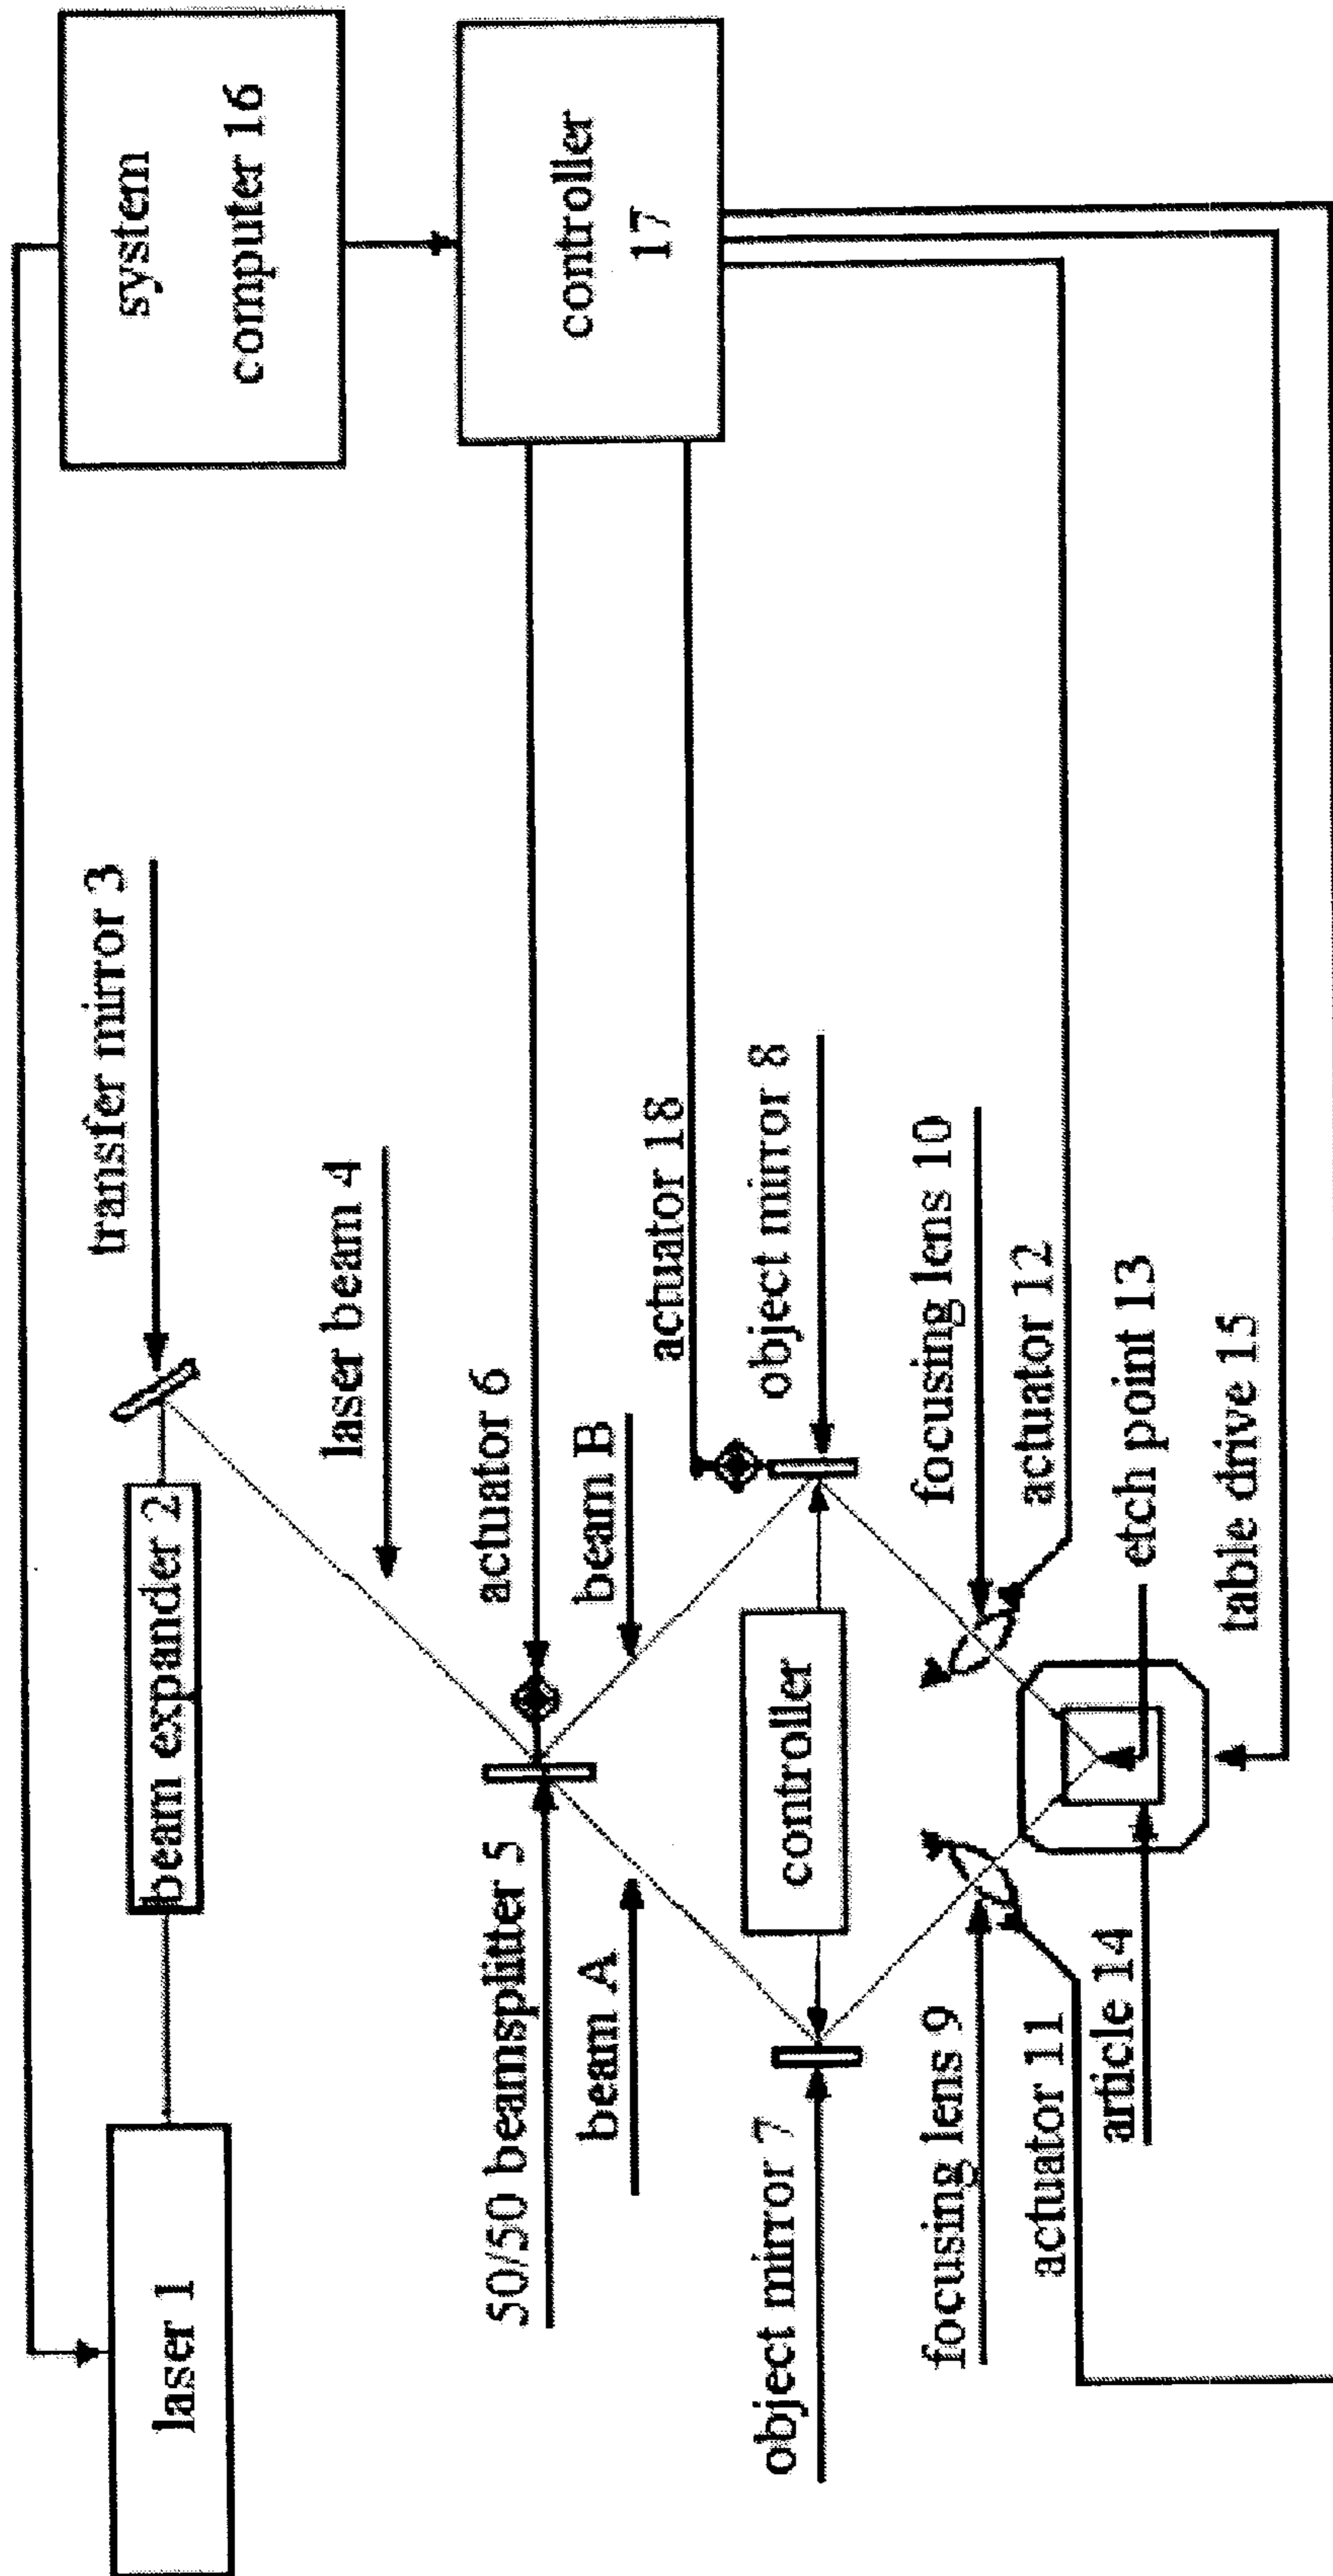 laser 1
beam expander 2
transfer mirror 3
system
computer 16
laser beam 4
50/50 beamsplitter 5
actuator 6
controller
17
beam A
beam B
actuator 18
object mirror 7
controller
object mirror 8
focusing lens 9
focusing lens 10
actuator 11
actuator 12
article 14
etch point 13
table drive 15